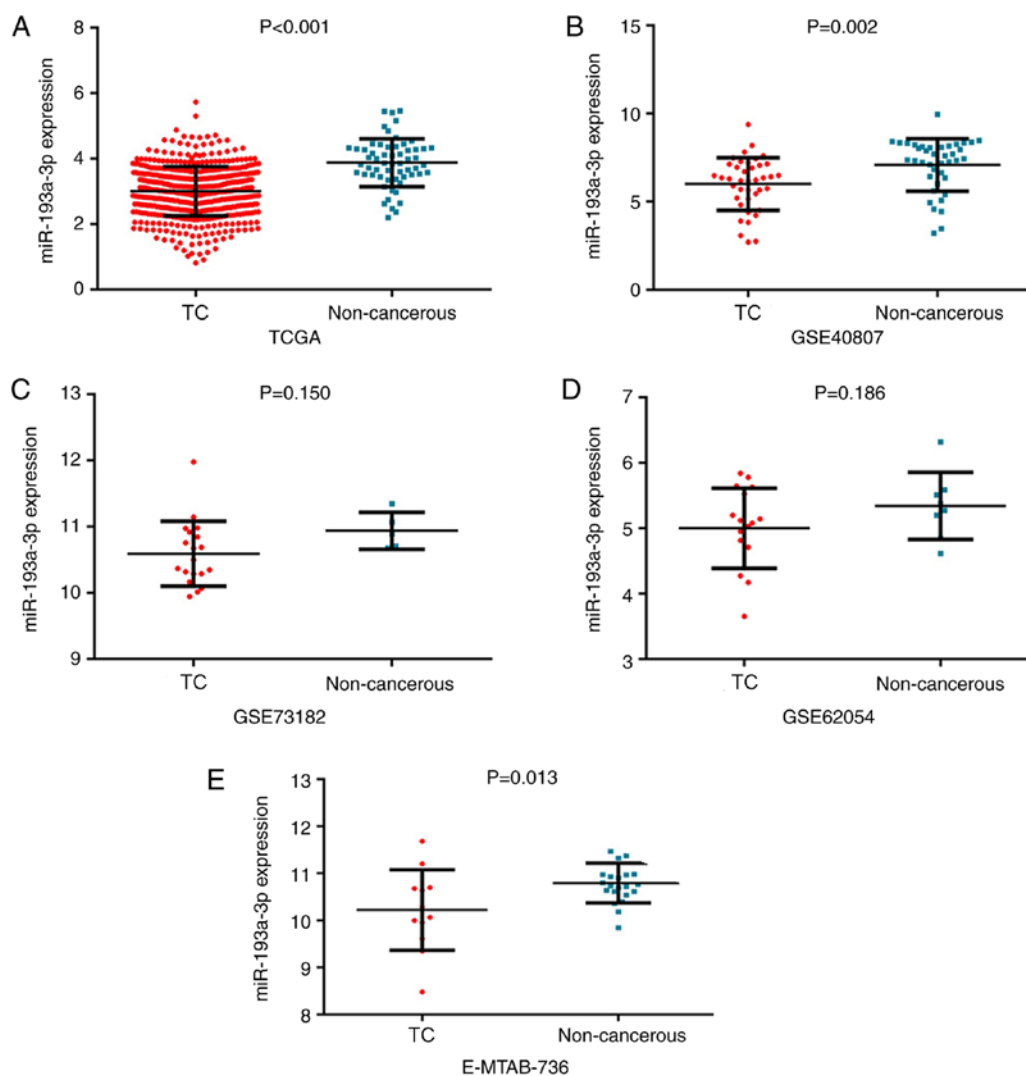 A
P<0.001
miR-193a-3p expression
8
6
4
2
0
TC
Non-cancerous
TCGA
B
P=0.002
miR-193a-3p expression
15
10
5
0
TC
Non-cancerous
GSE40807
C
P=0.150
miR-193a-3p expression
13
12
11
10
9
TC
Non-cancerous
GSE73182
D
P=0.186
miR-193a-3p expression
7
6
5
4
3
TC
Non-cancerous
GSE62054
E
P=0.013
miR-193a-3p expression
13
12
11
10
9
8
TC
Non-cancerous
E-MTAB-736